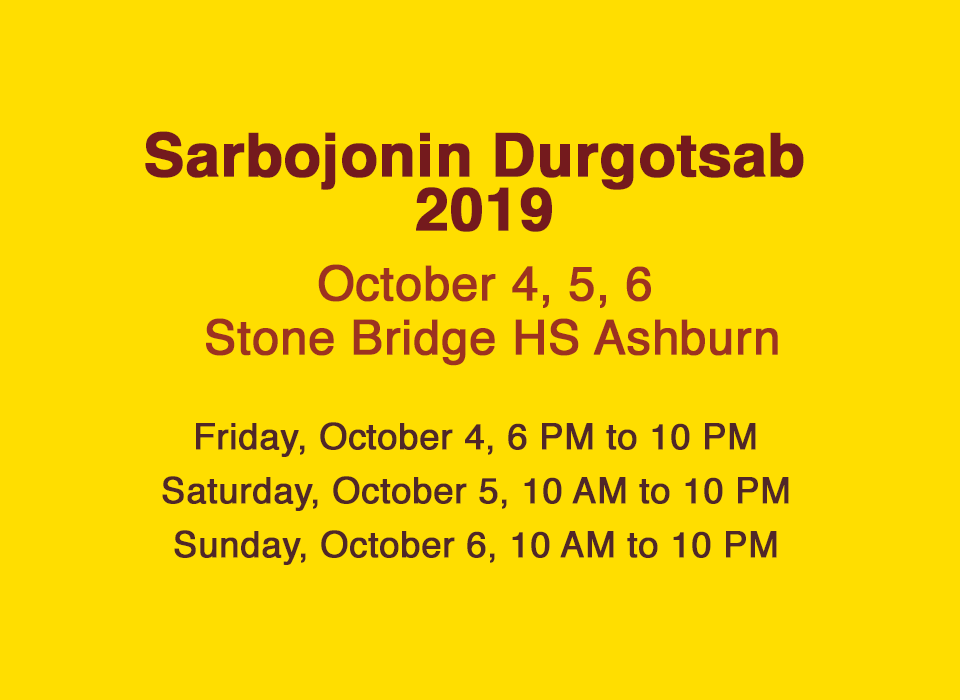 Sarbojonin Durgotsab
2019
October 4, 5, 6
Stone Bridge HS Ashburn
Friday, October 4, 6 PM to 10 PM
Saturday, October 5, 10 AM to 10 PM
Sunday, October 6, 10 AM to 10 PM